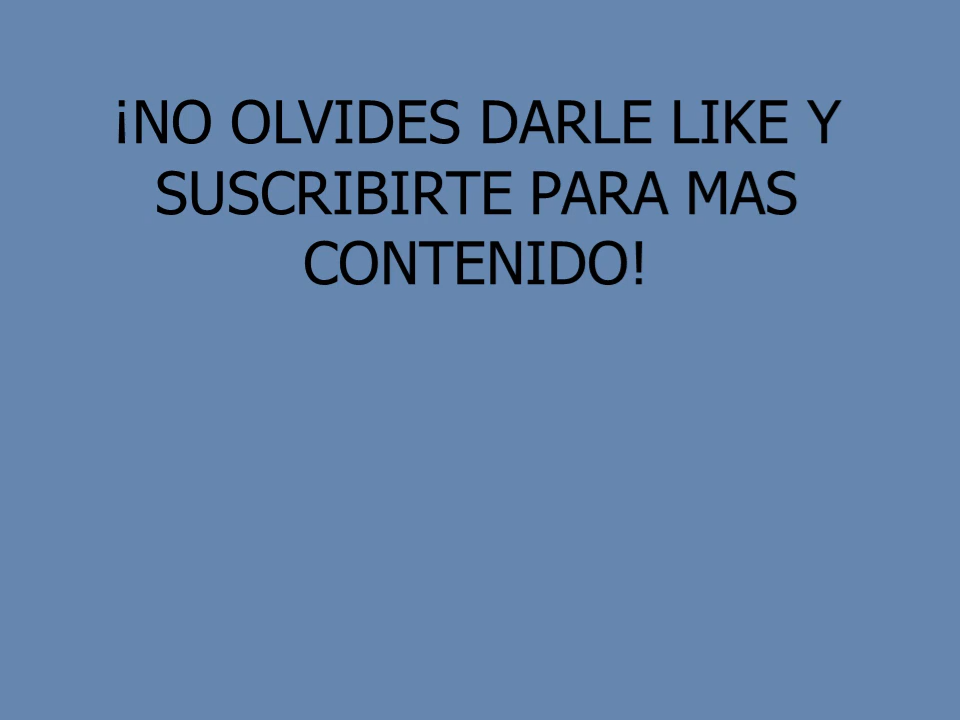 ¡NO OLVIDES DARLE LIKE Y
SUSCRIBIRTE PARA MAS
CONTENIDO!